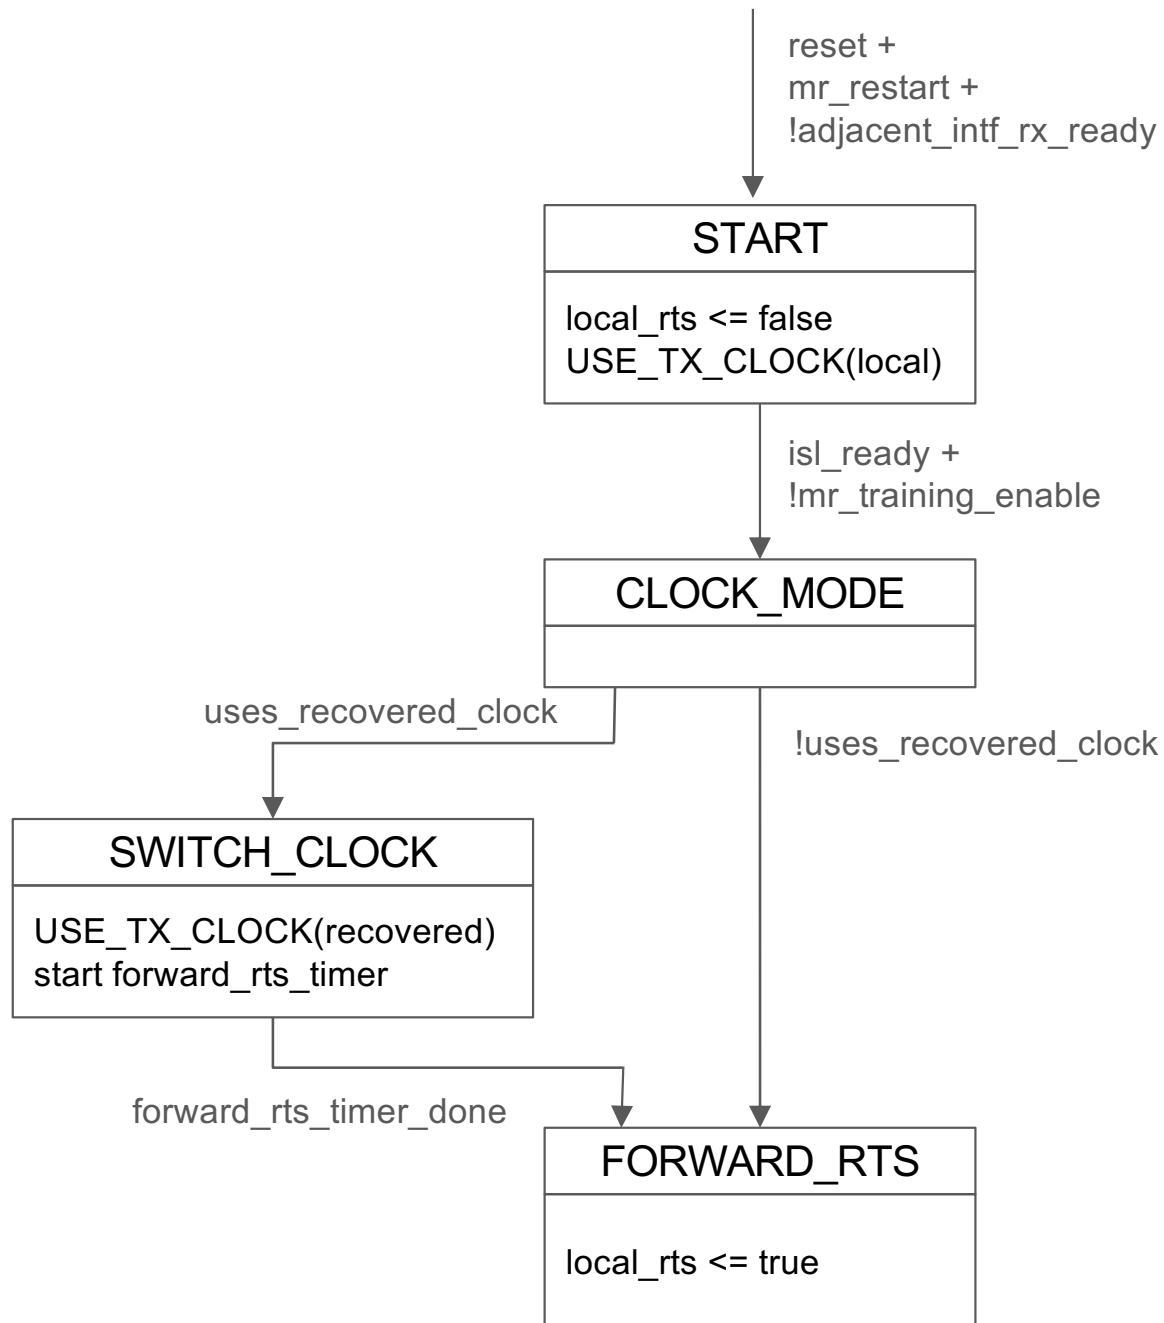 reset +
mr_restart +
!adjacent_intf_rx_ready
START
local_rts <= false
USE_TX_CLOCK(local)
isl_ready +
!mr_training_enable
CLOCK_MODE
uses_recovered_clock
!uses_recovered_clock
SWITCH_CLOCK
USE_TX_CLOCK(recovered)
start forward_rts_timer
forward_rts_timer_done
FORWARD_RTS
local_rts <= true